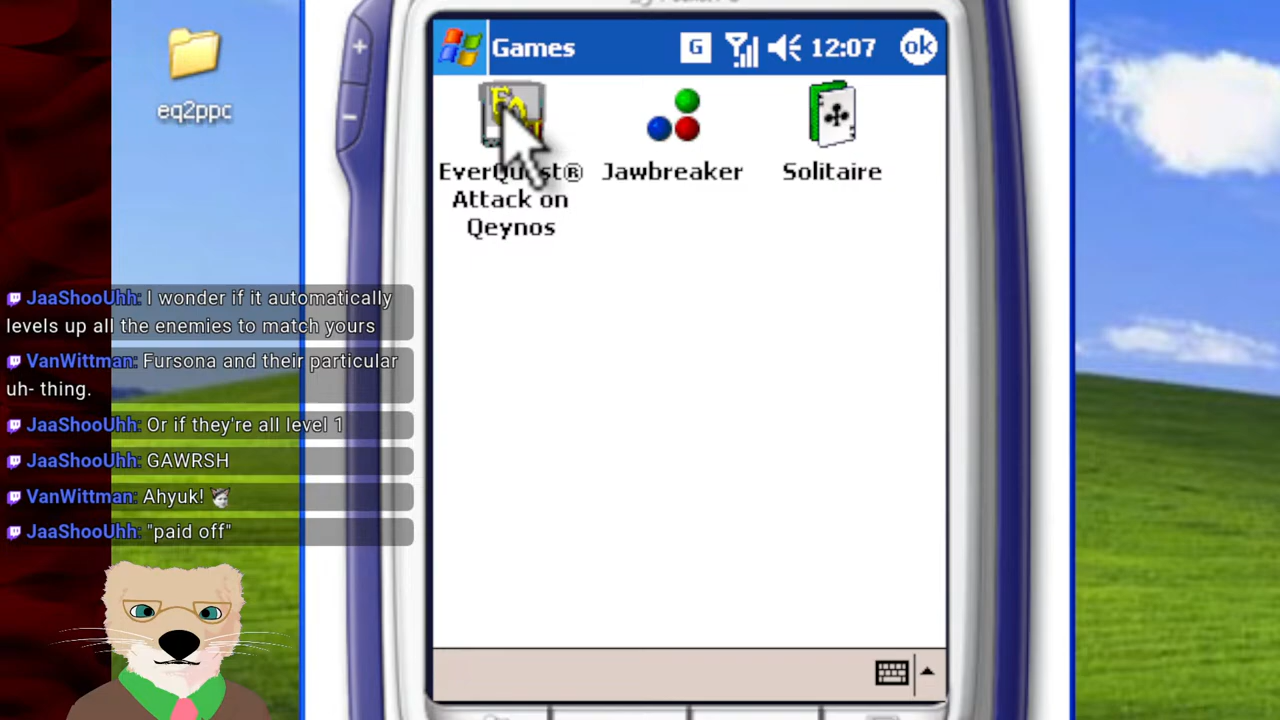 eq2ppc
Games
G
12:07
ok
EverQuest®
Attack on
Qeynos
Jawbreaker
Solitaire
JaaShooUhh: I wonder if it automatically
levels up all the enemies to match yours
VanWittman: Fursona and their particular
uh- thing.
JaaShooUhh: Or if they're all level 1
JaaShooUhh: GAWRSH
VanWittman: Ahyuk!
JaaShooUhh: "paid off"